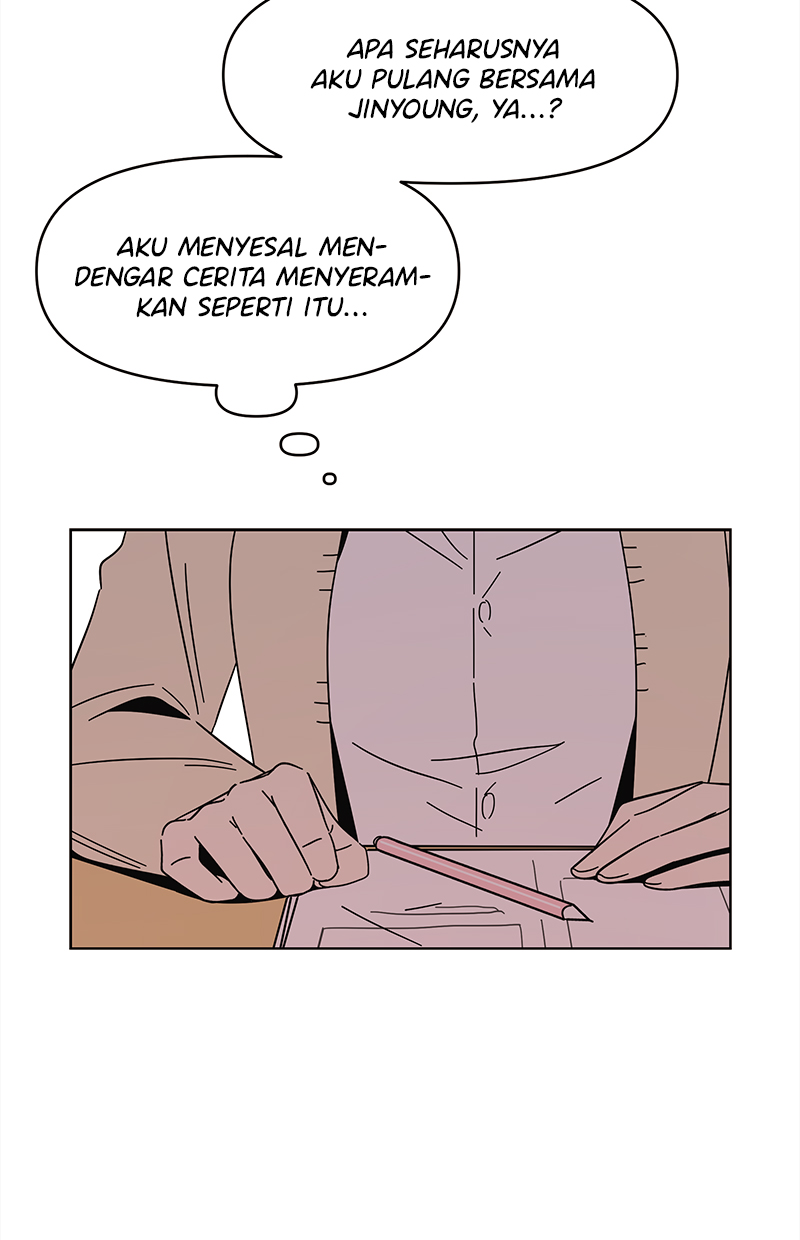 APA SEHARUSNYA
AKU PULANG BERSAMA
JINYOUNG, YA...?
AKU MENYESAL MEN-
DENGAR CERITA MENYERAM-
KAN SEPERTI ITU...